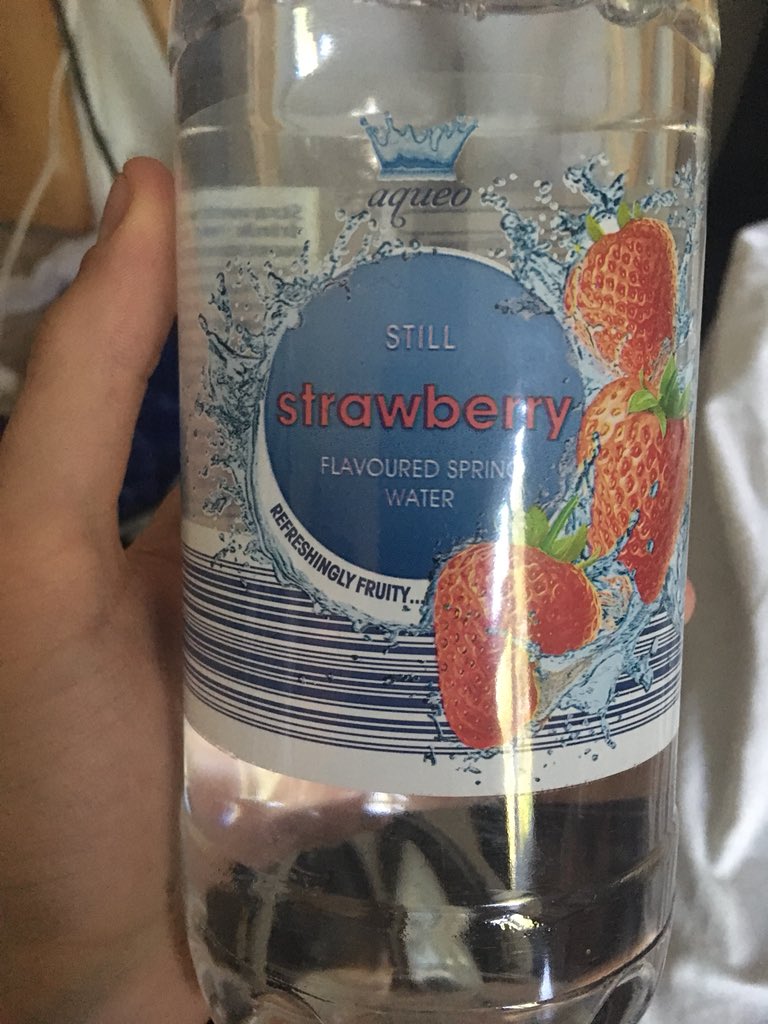 aqueo
STILL
strawberry
FLAVOURED SPRING
WATER
REFRESHINGLY FRUITY...